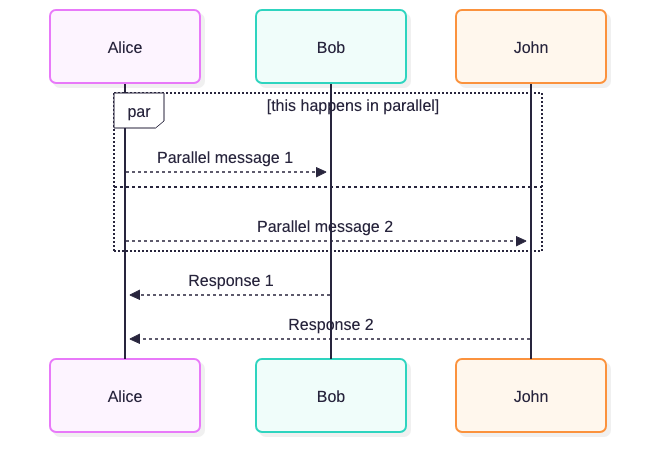 Alice
Bob
John
par
[this happens in parallel]
Parallel message 1
Parallel message 2
Response 1
Response 2
Alice
Bob
John